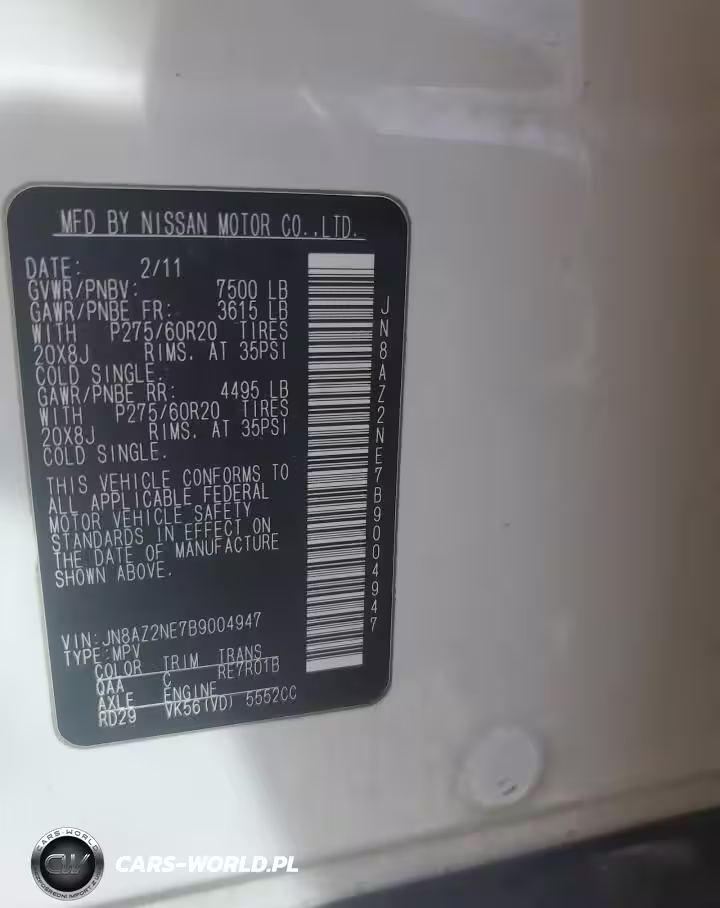 MFD BY NISSAN MOTOR CO.,LTD.
DATE: 2/11
GVWR/PNBV: 7500 LB
GAWR/PNBE FR: 3615 LB
WITH P275/60R20 TIRES
20X8J RIMS. AT 35PSI
COLD SINGLE.
GAWR/PNBE RR: 4495 LB
WITH P275/60R20 TIRES
20X8J RIMS. AT 35PSI
COLD SINGLE.
THIS VEHICLE CONFORMS TO
ALL APPLICABLE FEDERAL
MOTOR VEHICLE SAFETY
STANDARDS IN EFFECT ON
THE DATE OF MANUFACTURE
SHOWN ABOVE.
VIN:JN8AZ2NE7B9004947
TYPE:MPV
COLOR TRIM TRANS
QAA C RE7R01B
AXLE ENGINE
RD29 VK56(VD) 5552CC
JN8AZ2NE7B9004947
CARS-WORLD
CW
CARS-WORLD.PL